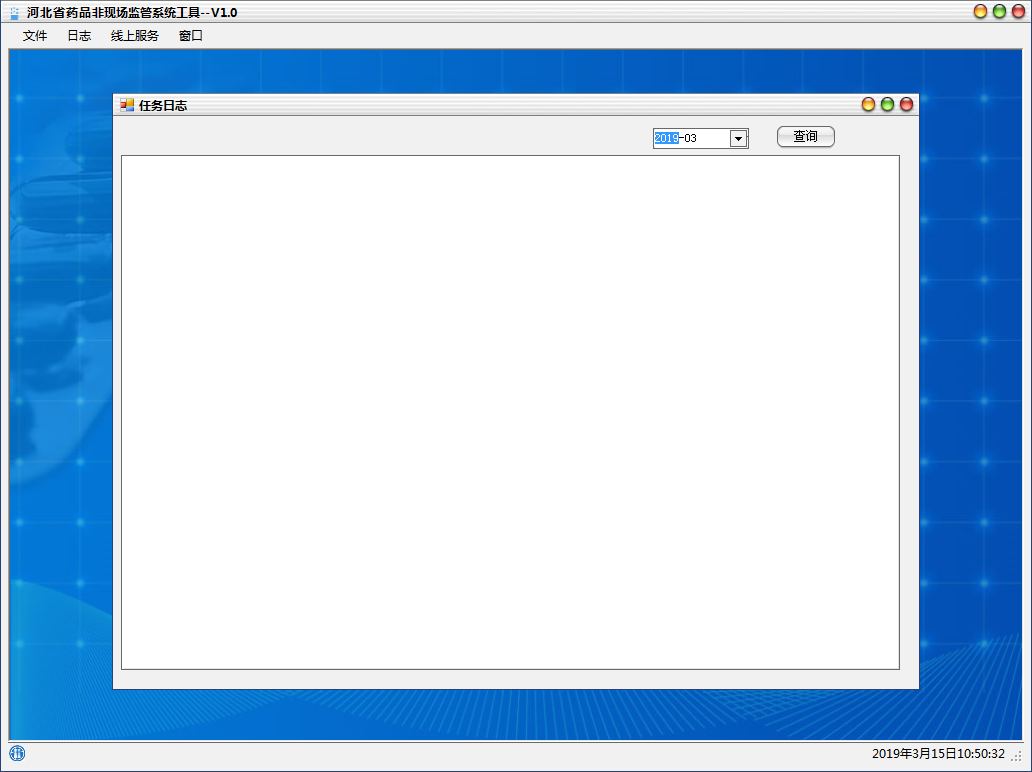 河北省药品非现场监管系统工具--V1.0
文件 日志 线上服务 窗口
任务日志
2019-03 查询
2019年3月15日10:50:32